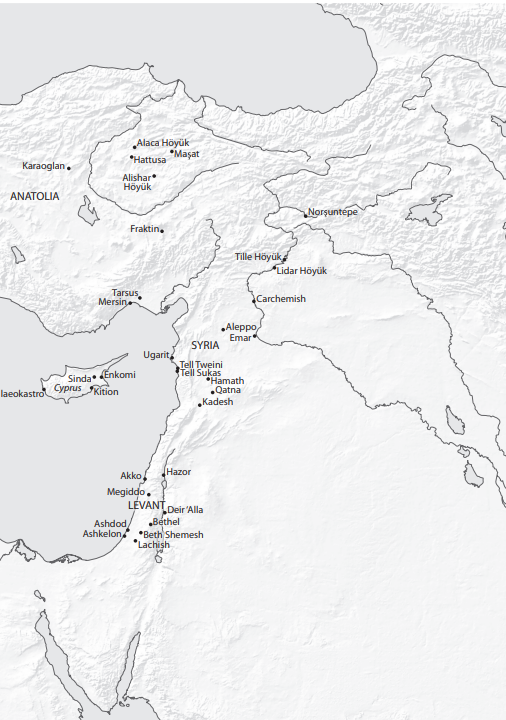 Alaca Höyük
Maşat
Hattusa
Karaoglan
Alishar
Höyük
ANATOLIA
Norşuntepe
Fraktin
Tille Höyük
Lidar Höyük
Tarsus
Mersin
Carchemish
Aleppo
Emar
SYRIA
Ugarit
Tell Tweini
Tell Sukas
Sinda
Enkomi
Hamath
Cyprus
Kition
Qatna
laeokastro
Kadesh
Hazor
Akko
Megiddo
LEVANT
Deir 'Alla
Bethel
Ashdod
Ashkelon
Beth Shemesh
Lachish